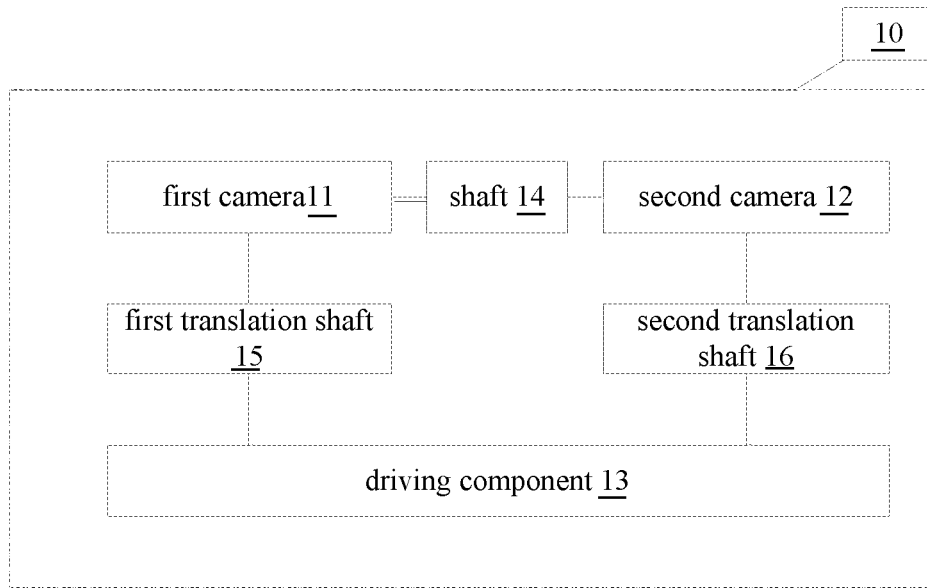 10
first camera11
shaft 14
second camera 12
first translation shaft
15
second translation
shaft 16
driving component 13